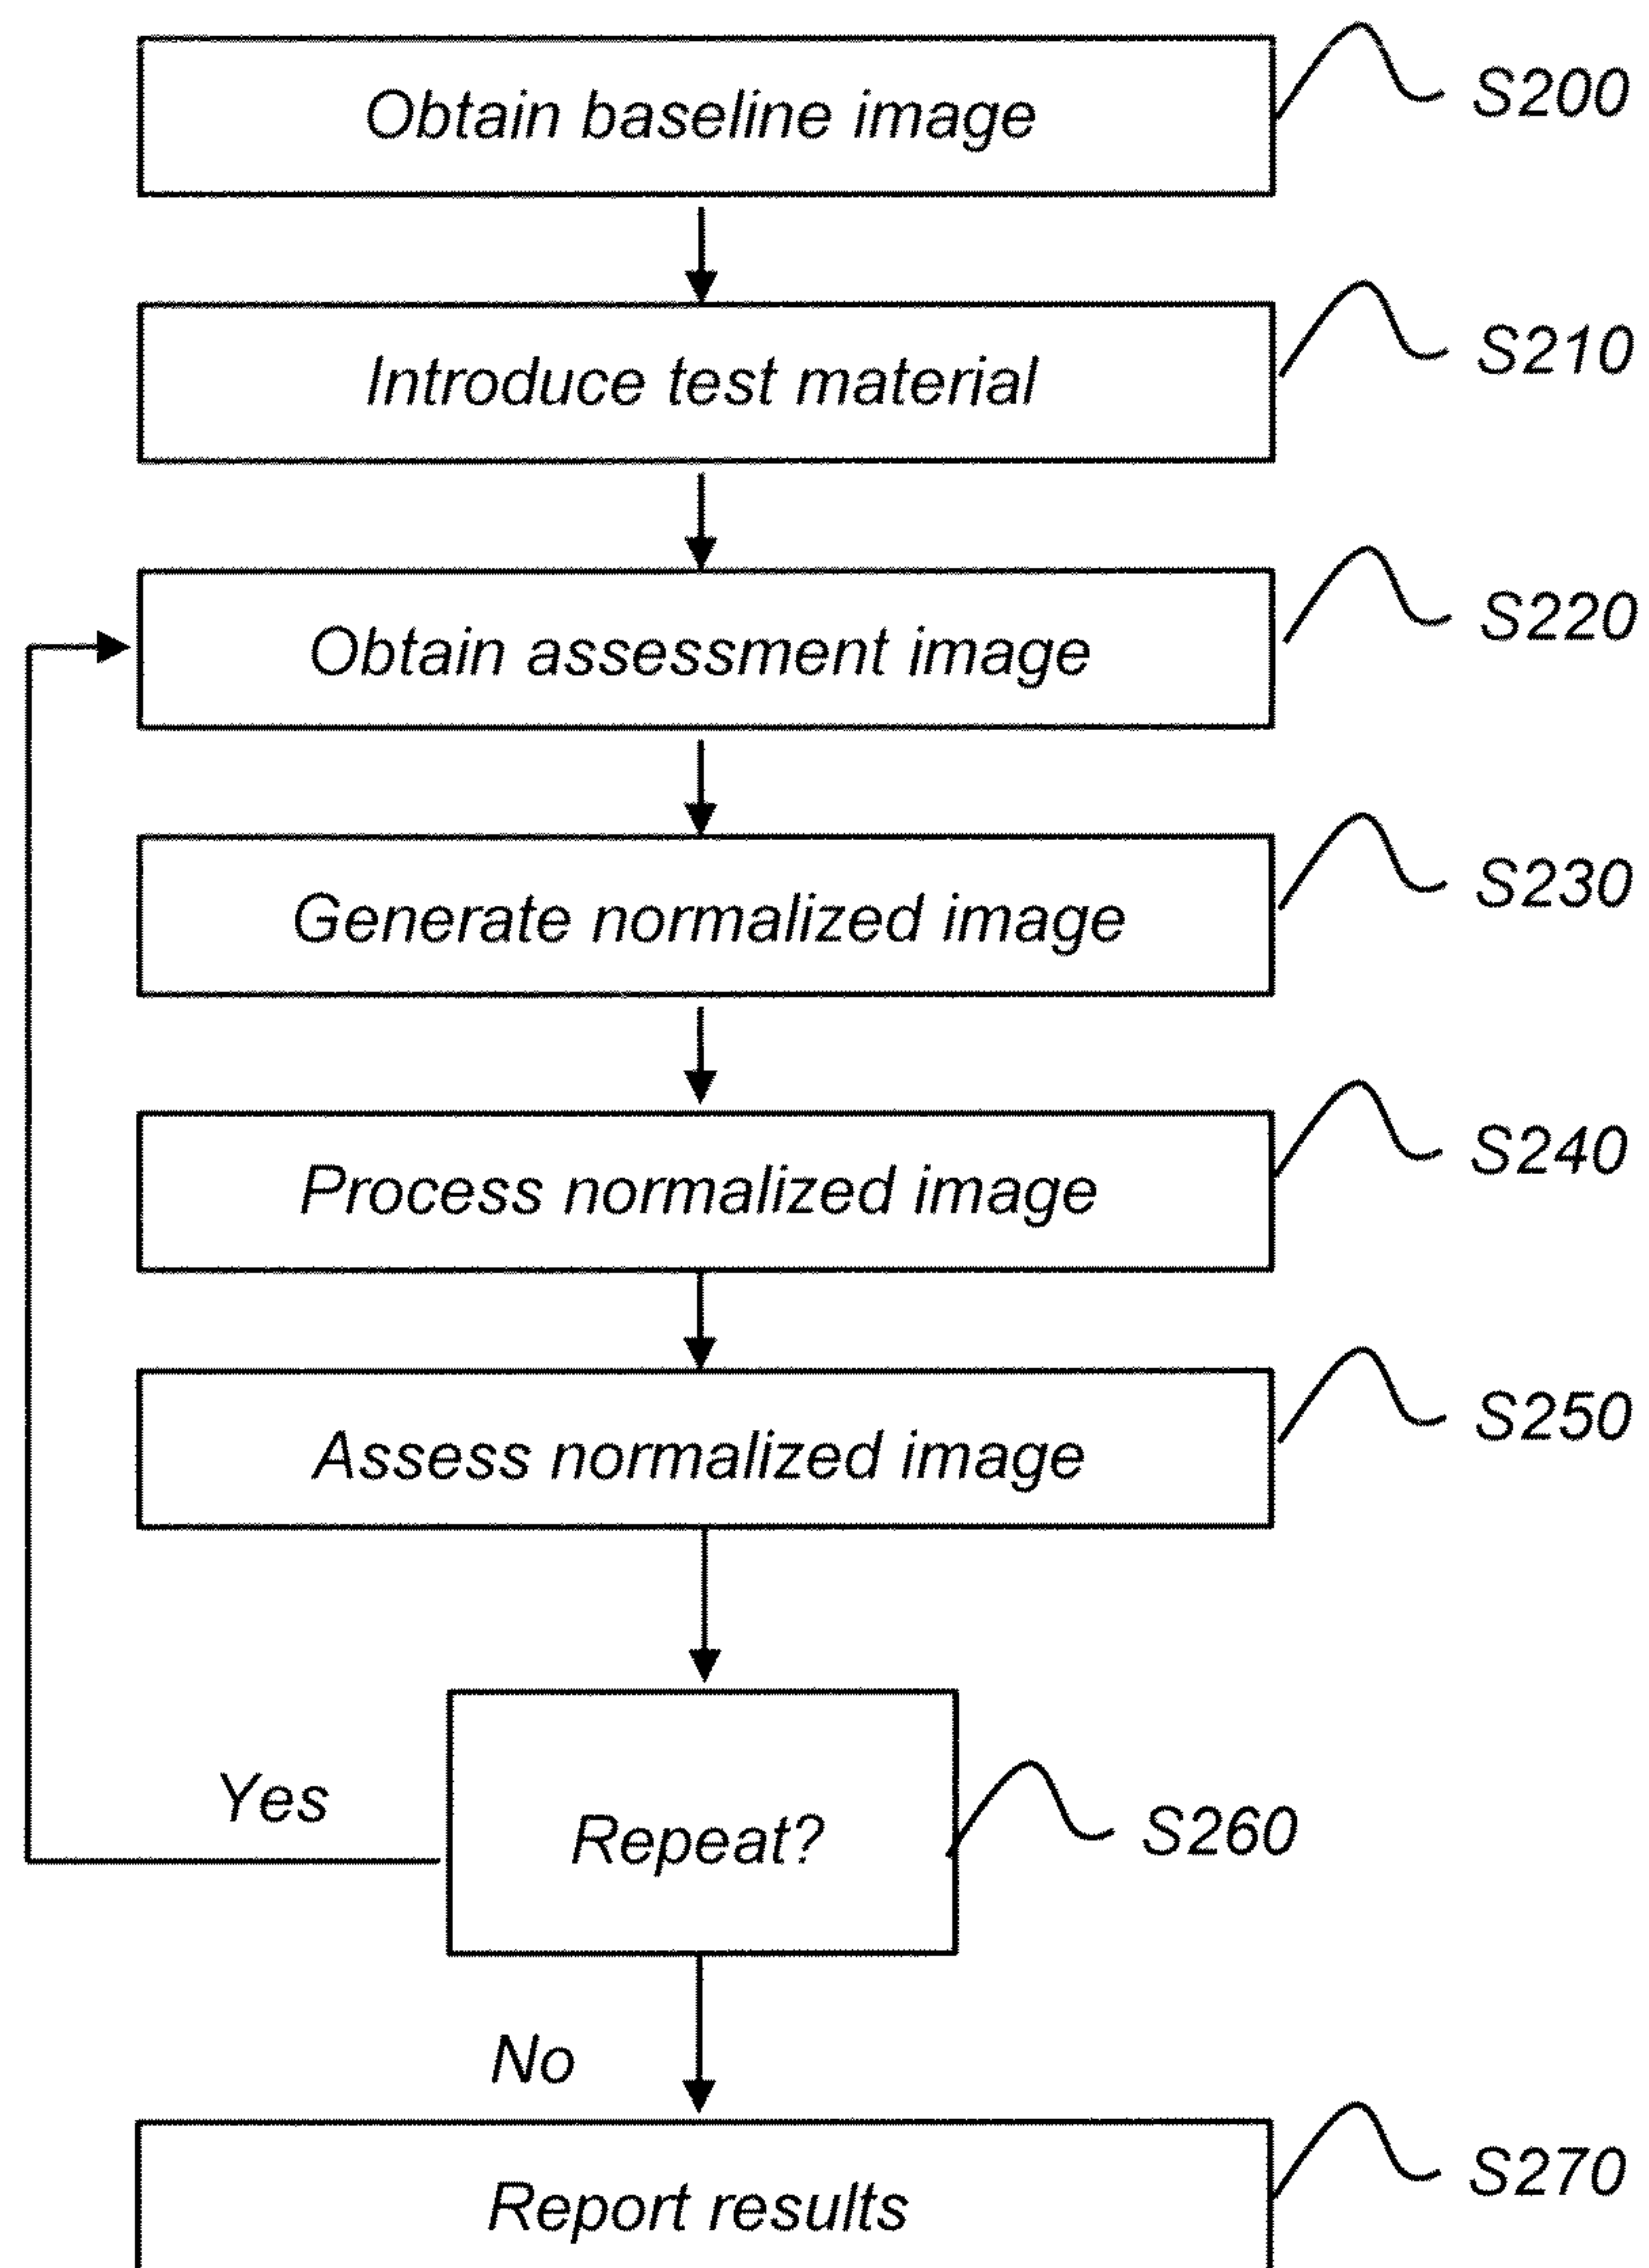 Obtain baseline image
S200
Introduce test material
S210
Obtain assessment image
S220
Generate normalized image
S230
Process normalized image
S240
Assess normalized image
S250
Yes
Repeat?
S260
No
Report results
S270